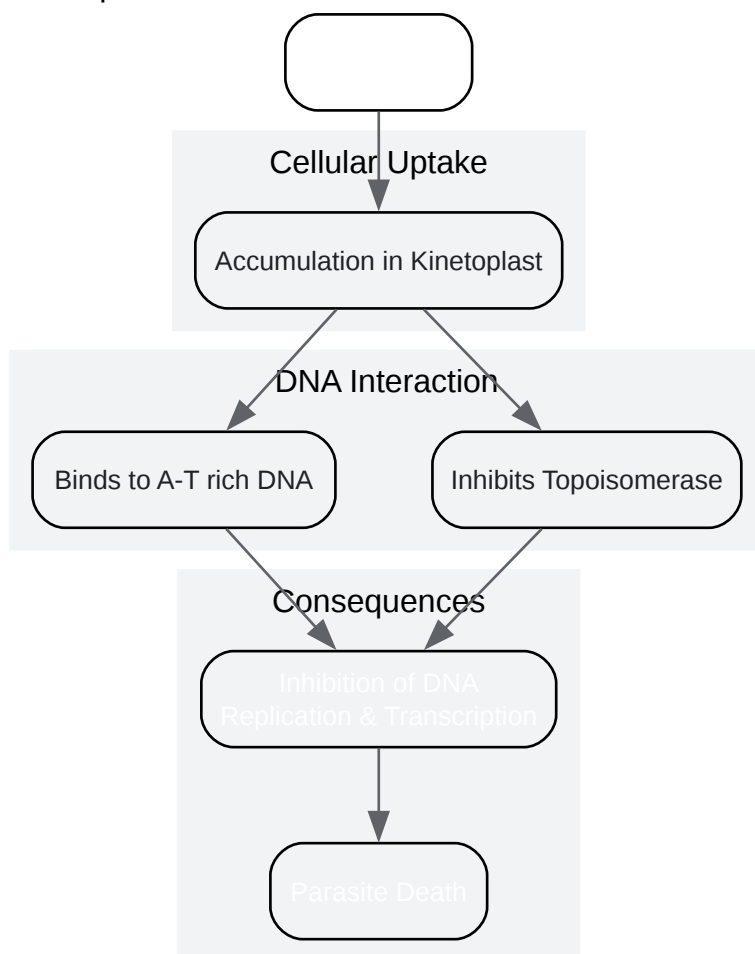 Cellular Uptake
Accumulation in Kinetoplast
DNA Interaction
Binds to A-T rich DNA
Inhibits Topoisomerase
Consequences
Inhibition of DNA
Replication & Transcription
Parasite Death